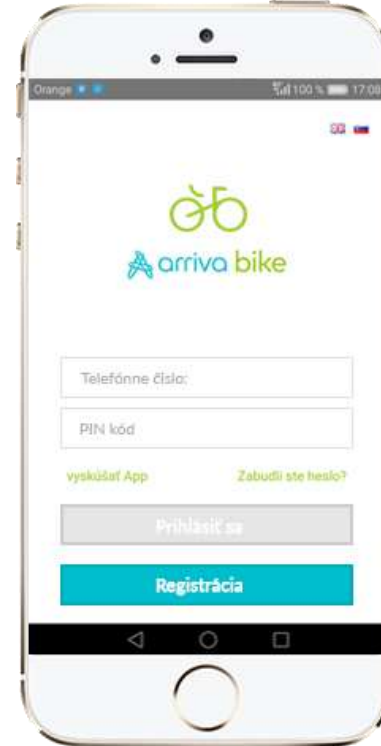 Orange 100 % 17:08
arriva bike
Telefónne číslo:
PIN kód
vyskúšať App Zabudli ste heslo?
Prihlásiť sa
Registrácia